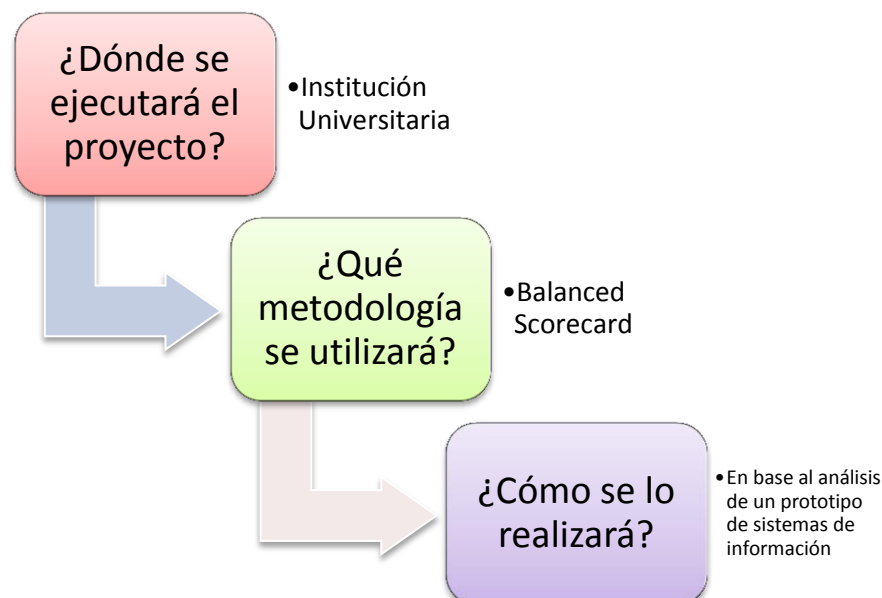 ¿Dónde se
ejecutará el
proyecto?
•Institución
Universitaria
¿Qué
metodología
se utilizará?
•Balanced
Scorecard
¿Cómo se lo
realizará?
•En base al análisis
de un prototipo
de sistemas de
información